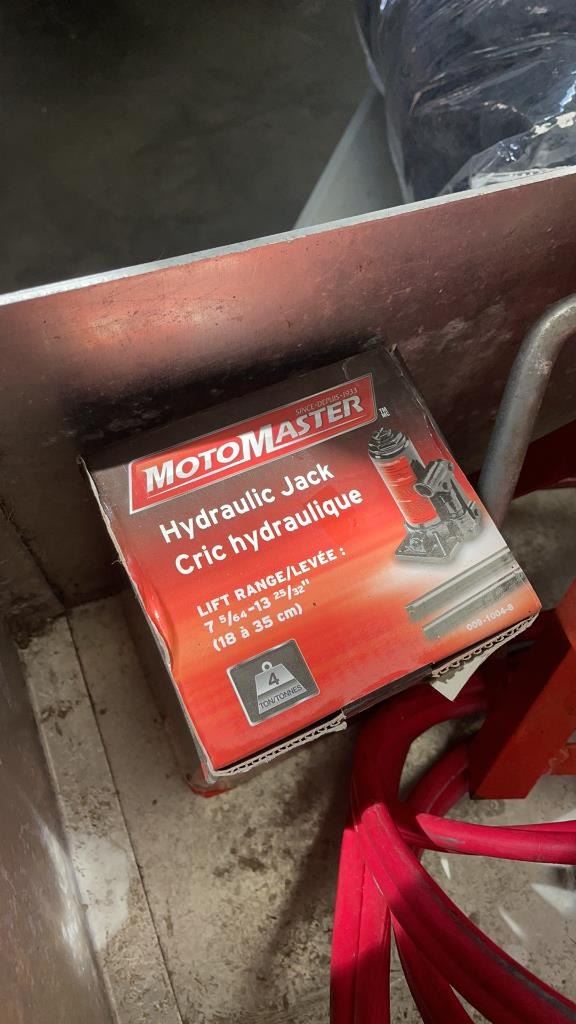 SINCE·DEPUIS·1933
MOTOMASTER
TM
MC
Hydraulic Jack
Cric hydraulique
LIFT RANGE/LEVÉE :
7 5/64-13 25/32"
(18 à 35 cm)
4
TON/TONNES
009-1004-8